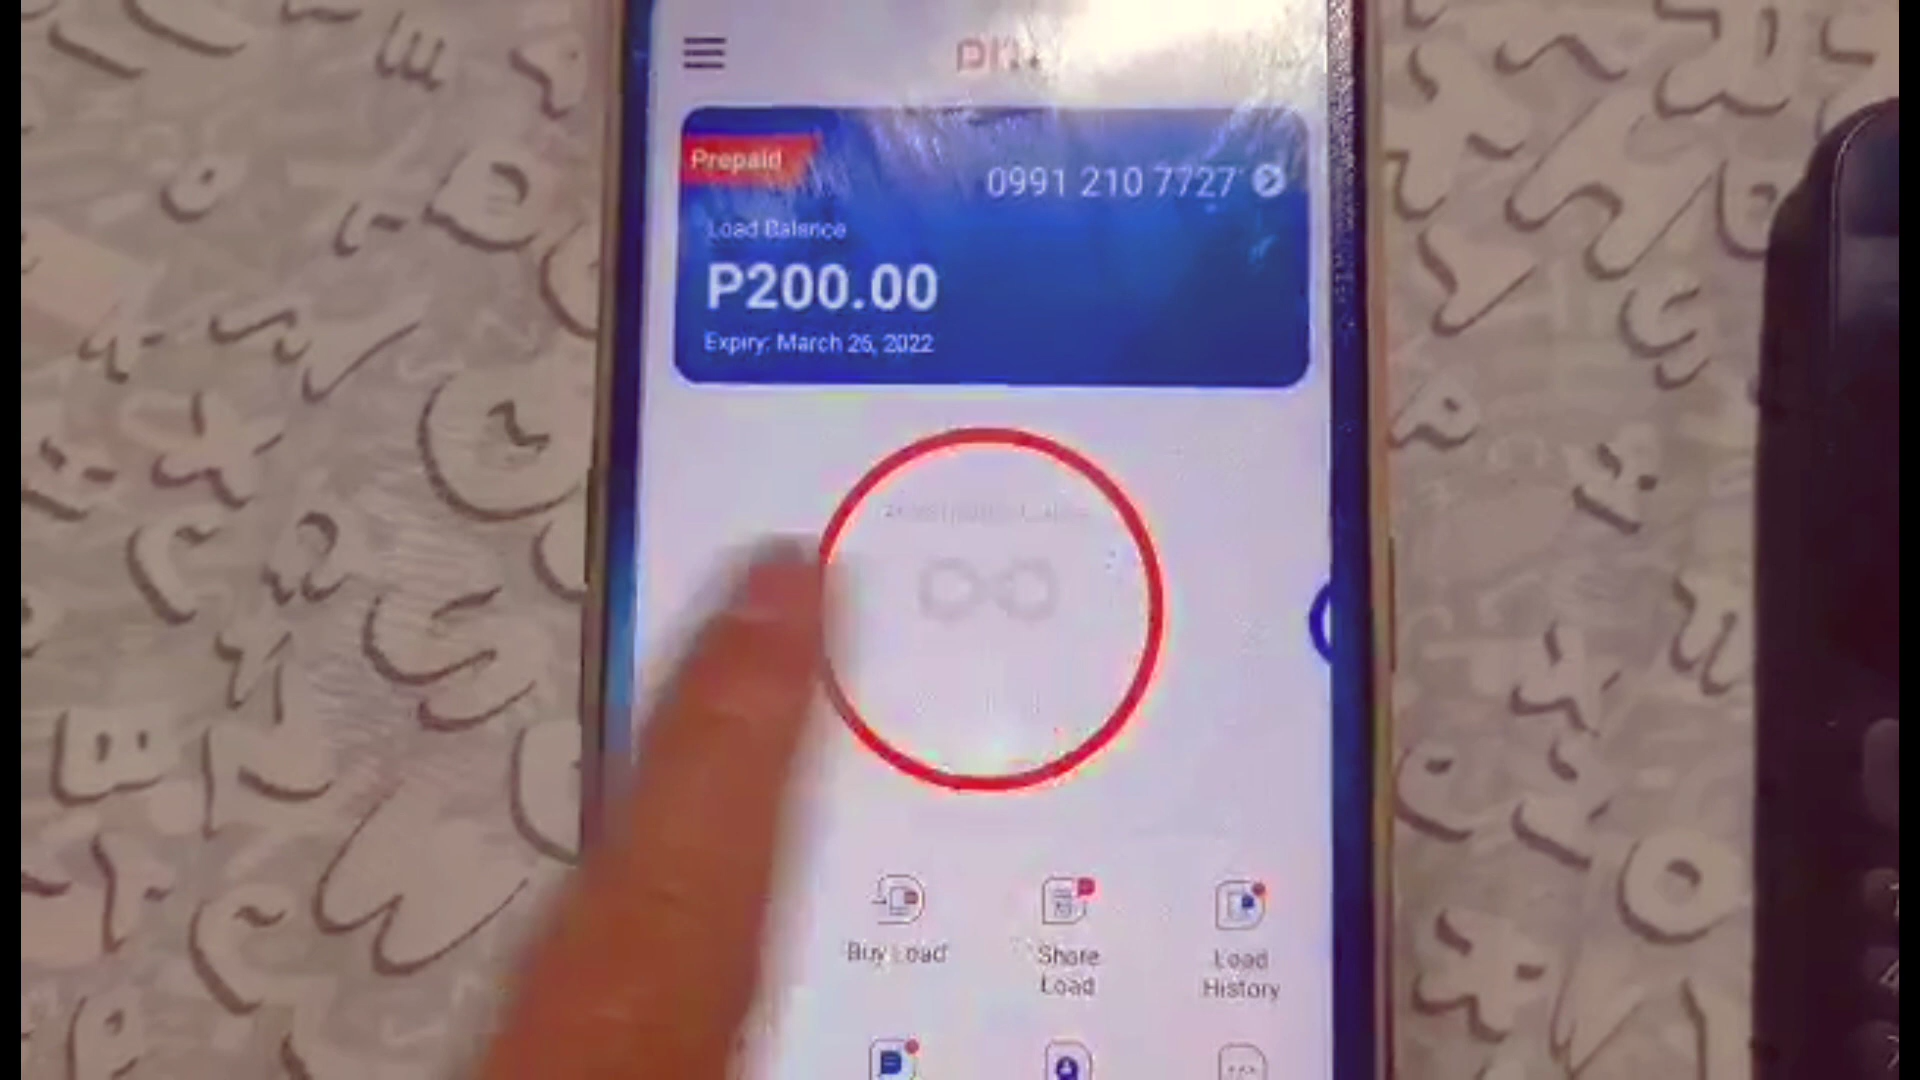 Prepaid
0991 210 7727
Load Balance
P200.00
Expiry: March 26, 2022
Buy Load
Share
Load
Load
History